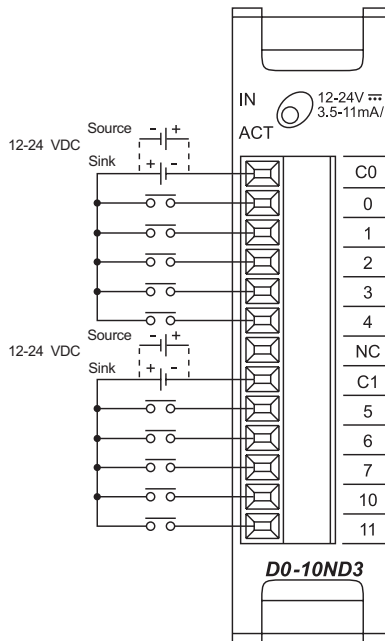 IN
12-24V
3.5-11mA/
ACT
Source - +
12-24 VDC
Sink + -
C0
0
1
2
3
4
Source - +
12-24 VDC
Sink + -
NC
C1
5
6
7
10
11
D0-10ND3